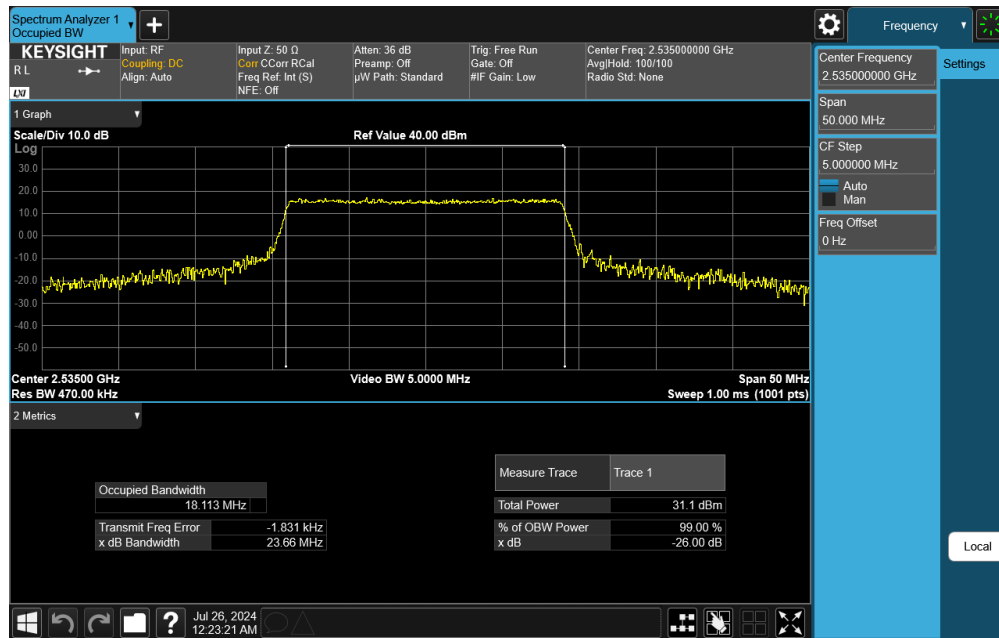 Spectrum Analyzer 1
Occupied BW
+
Frequency
KEYSIGHT
R L
LXI
Input: RF
Coupling: DC
Align: Auto
Input Z: 50 Ω
Corr CCorr RCal
Freq Ref: Int (S)
NFE: Off
Atten: 36 dB
Preamp: Off
µW Path: Standard
Trig: Free Run
Gate: Off
#IF Gain: Low
Center Freq: 2.535000000 GHz
Avg|Hold: 100/100
Radio Std: None
Center Frequency
2.535000000 GHz
Settings
Span
50.000 MHz
CF Step
5.000000 MHz
Auto
Man
Freq Offset
0 Hz
Local
1 Graph
Scale/Div 10.0 dB
Ref Value 40.00 dBm
Log
30.0
20.0
10.0
0.00
-10.0
-20.0
-30.0
-40.0
-50.0
Center 2.53500 GHz
Video BW 5.0000 MHz
Span 50 MHz
Res BW 470.00 kHz
Sweep 1.00 ms (1001 pts)
2 Metrics
Occupied Bandwidth
18.113 MHz
Transmit Freq Error -1.831 kHz
x dB Bandwidth 23.66 MHz
Measure Trace Trace 1
Total Power 31.1 dBm
% of OBW Power 99.00 %
x dB -26.00 dB
?
Jul 26, 2024
12:23:21 AM